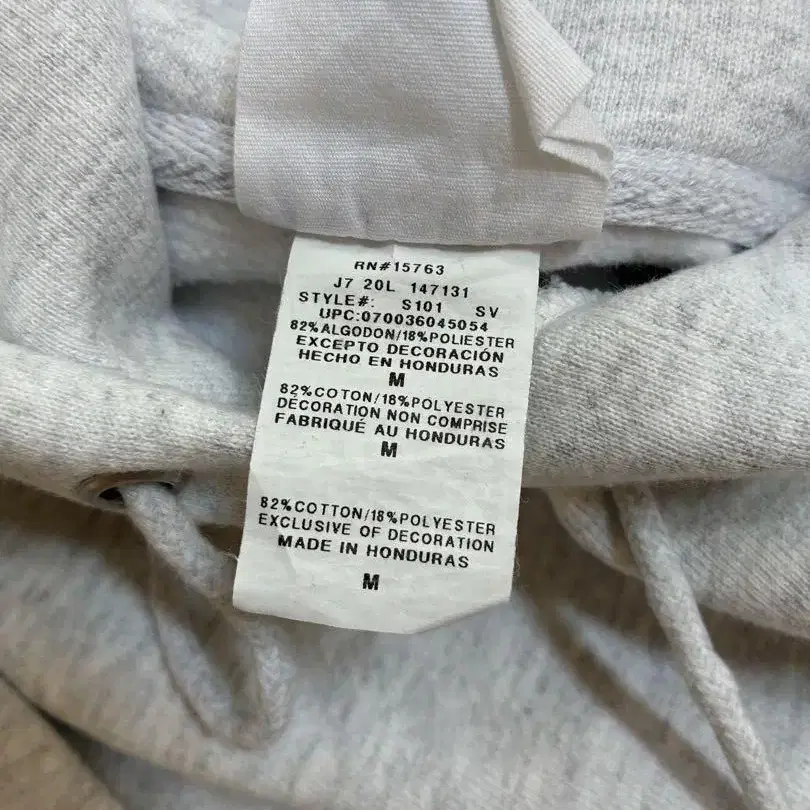 RN#15763
J7 20L 147131
STYLE#: S101 SV
UPC:070036045054
82%ALGODON/18%POLIESTER
EXCEPTO DECORACIÓN
HECHO EN HONDURAS
M
82%COTON/18%POLYESTER
DÉCORATION NON COMPRISE
FABRIQUÉ AU HONDURAS
M
82%COTTON/18%POLYESTER
EXCLUSIVE OF DECORATION
MADE IN HONDURAS
M